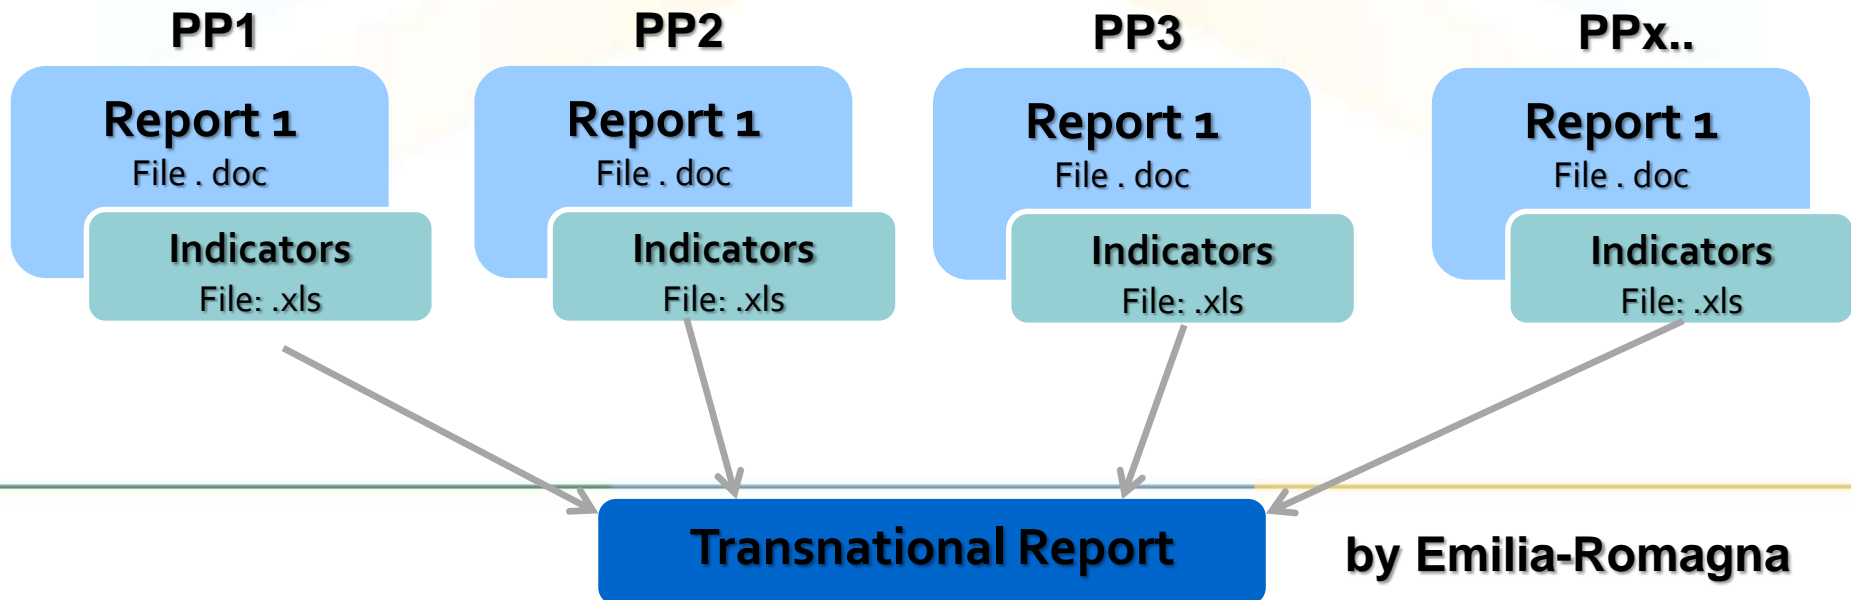 PP1
PP2
PP3
PPx..
Report 1
File . doc
Indicators
File: .xls
Report 1
File . doc
Indicators
File: .xls
Report 1
File . doc
Indicators
File: .xls
Report 1
File . doc
Indicators
File: .xls
Transnational Report
by Emilia-Romagna